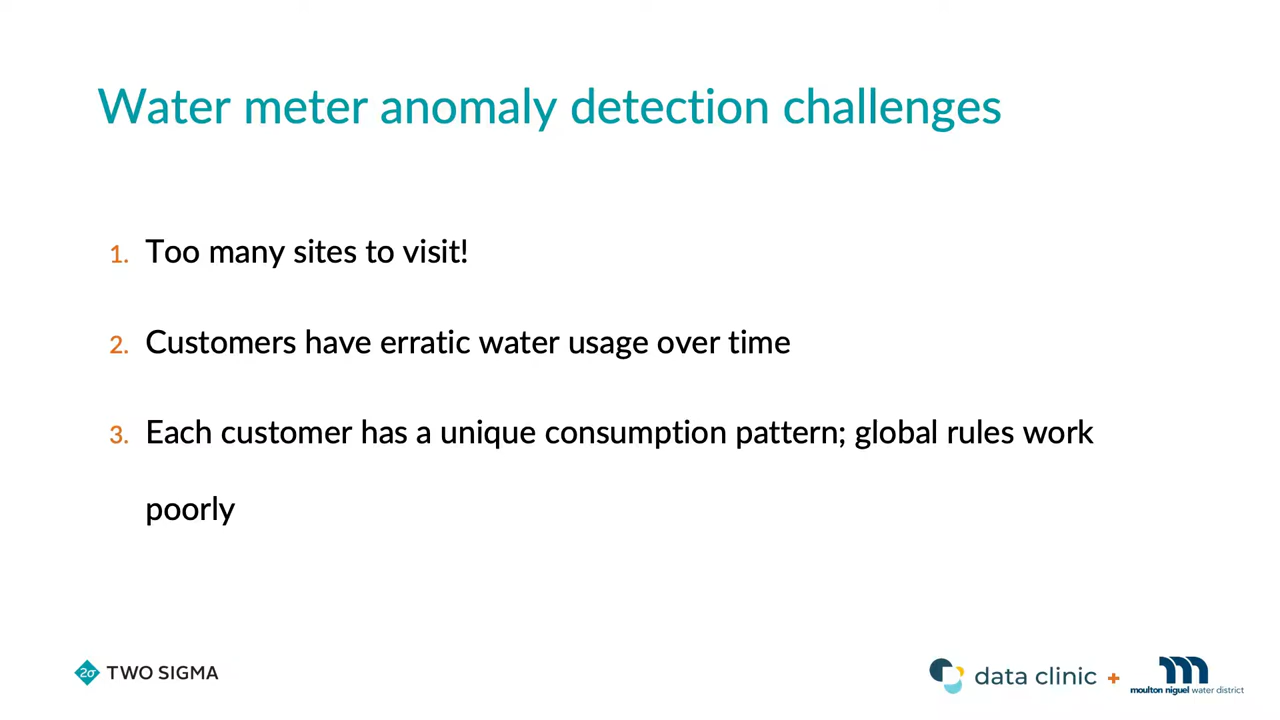 Water meter anomaly detection challenges
1. Too many sites to visit!
2. Customers have erratic water usage over time
3. Each customer has a unique consumption pattern; global rules work
poorly
2σ TWO SIGMA
data clinic +
moulton niguel water district